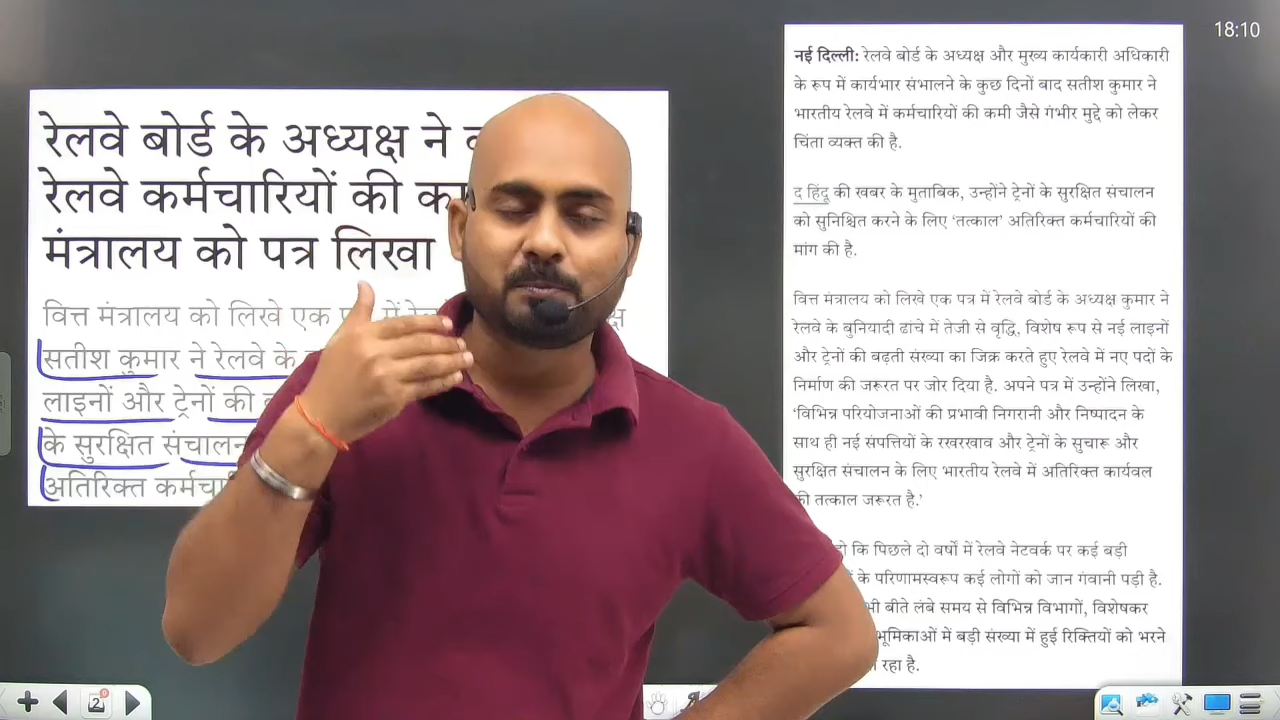 18:10
रेलवे बोर्ड के अध्यक्ष ने
रेलवे कर्मचारियों की
मंत्रालय को पत्र लिखा
वित्त मंत्रालय को लिखे एक में
सतीश कुमार ने रेलवे के
लाइनों और ट्रेनों की
के सुरक्षित संचालन
अतिरिक्त
नई दिल्ली: रेलवे बोर्ड के अध्यक्ष और मुख्य कार्यकारी अधिकारी
के रूप में कार्यभार संभालने के कुछ दिनों बाद सतीश कुमार ने
भारतीय रेलवे में कर्मचारियों की कमी जैसे गंभीर मुद्दे को लेकर
चिंता व्यक्त की है.
द हिंदू की खबर के मुताबिक, उन्होंने ट्रेनों के सुरक्षित संचालन
को सुनिश्चित करने के लिए ‘तत्काल’ अतिरिक्त कर्मचारियों की
मांग की है.
वित्त मंत्रालय को लिखे एक पत्र में रेलवे बोर्ड के अध्यक्ष कुमार ने
रेलवे के बुनियादी ढांचे में तेजी से वृद्धि, विशेष रूप से नई लाइनों
और ट्रेनों की बढ़ती संख्या का जिक्र करते हुए रेलवे में नए पदों के
निर्माण की जरूरत पर जोर दिया है. अपने पत्र में उन्होंने लिखा,
‘विभिन्न परियोजनाओं की प्रभावी निगरानी और निष्पादन के
साथ ही नई संपत्तियों के रखरखाव और ट्रेनों के सुचारू और
सुरक्षित संचालन के लिए भारतीय रेलवे में अतिरिक्त कार्यबल
की तत्काल जरूरत है.’
कि पिछले दो वर्षों में रेलवे नेटवर्क पर कई बड़ी
के परिणामस्वरूप कई लोगों को जान गंवानी पड़ी है.
भी बीते लंबे समय से विभिन्न विभागों, विशेषकर
भूमिकाओं में बड़ी संख्या में हुई रिक्तियों को भरने
रहा है.
2